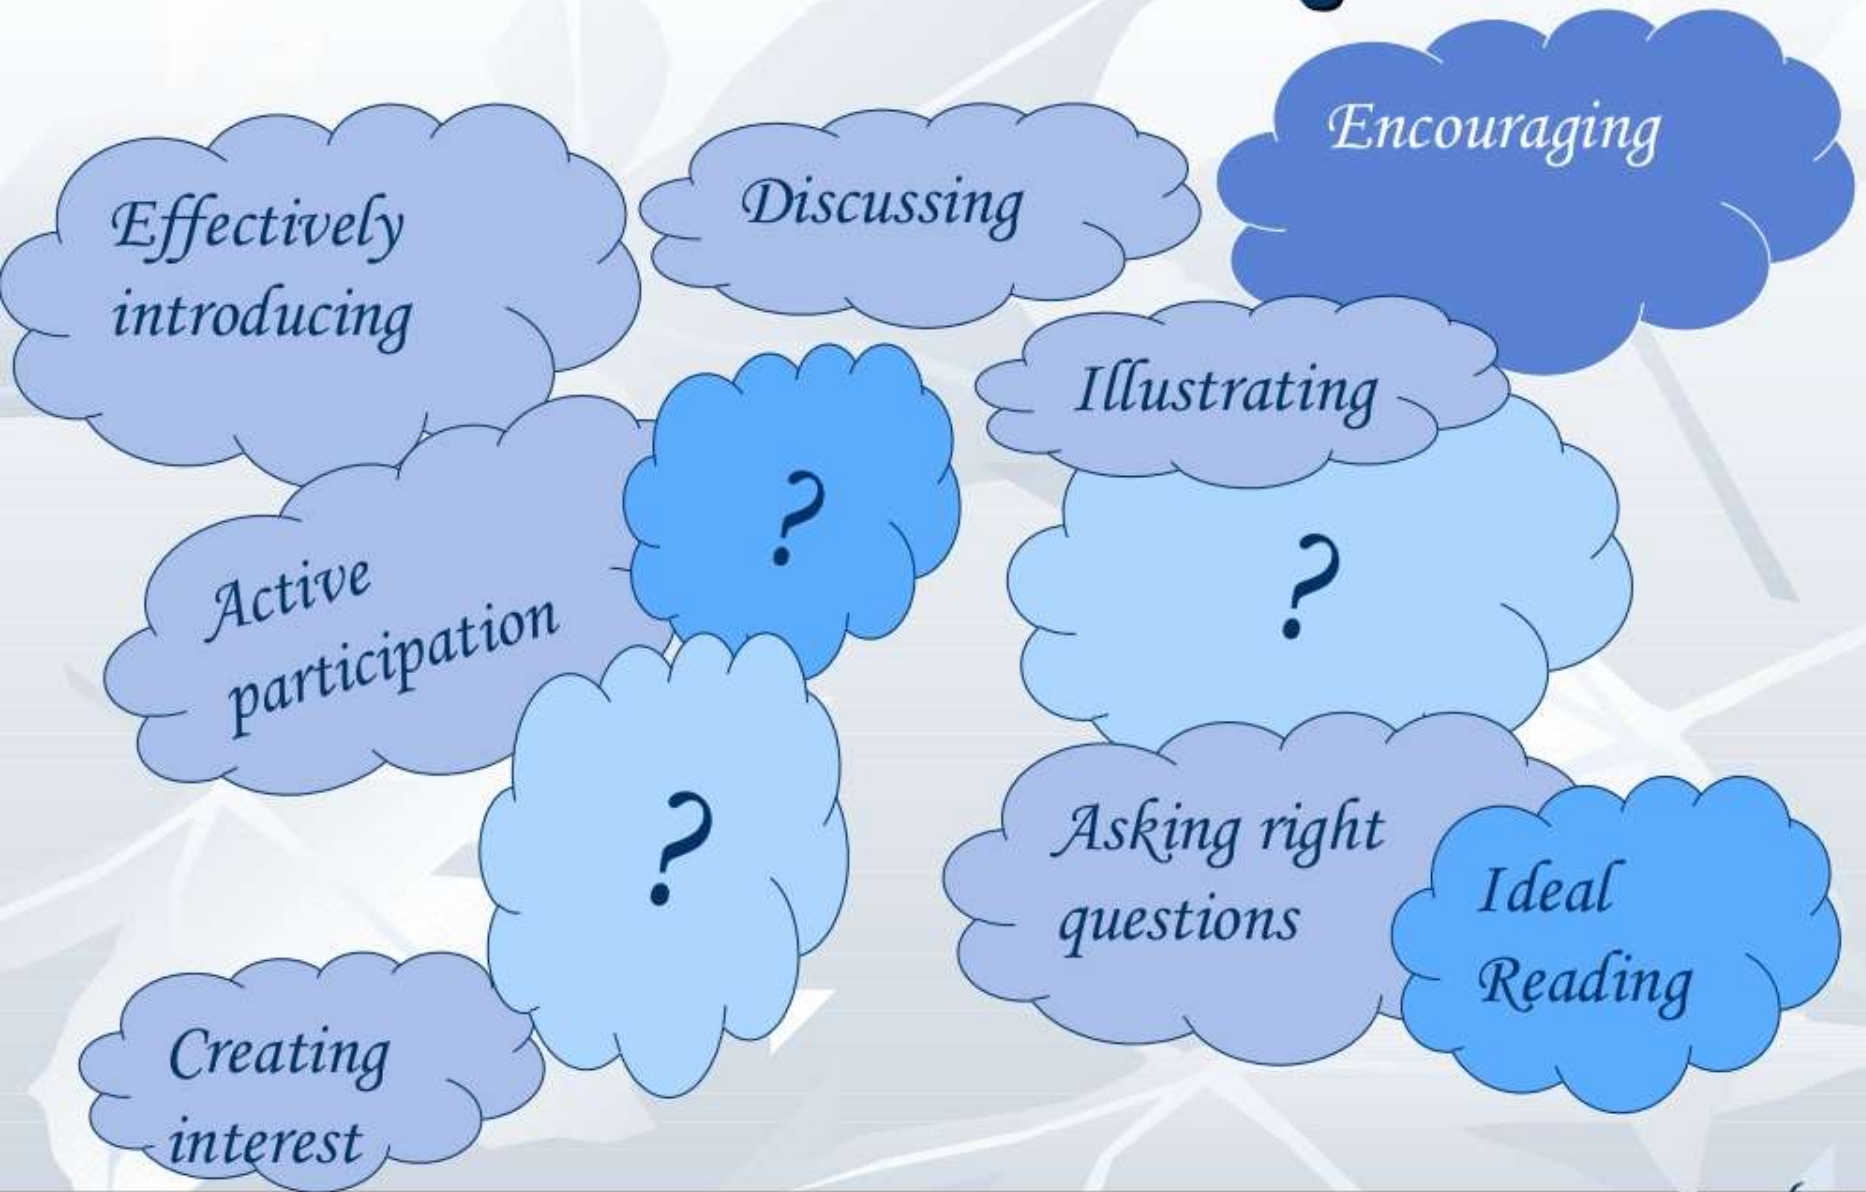 Encouraging
Effectively
introducing
Discussing
Illustrating
?
?
Active
participation
?
Asking right
questions
Ideal
Reading
Creating
interest